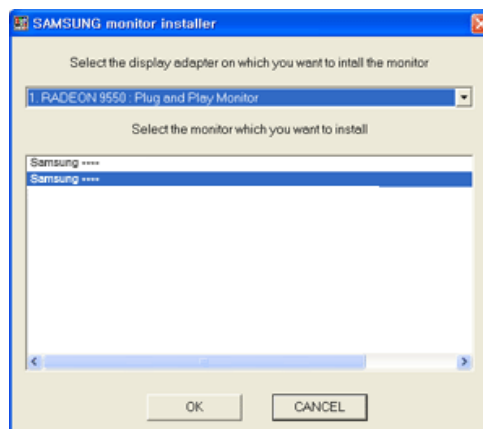 SAMSUNG monitor installer
Select the display adapter on which you want to intall the monitor
1. RADEON 9550 : Plug and Play Monitor
Select the monitor which you want to install
Samsung ----
Samsung ----
OK
CANCEL